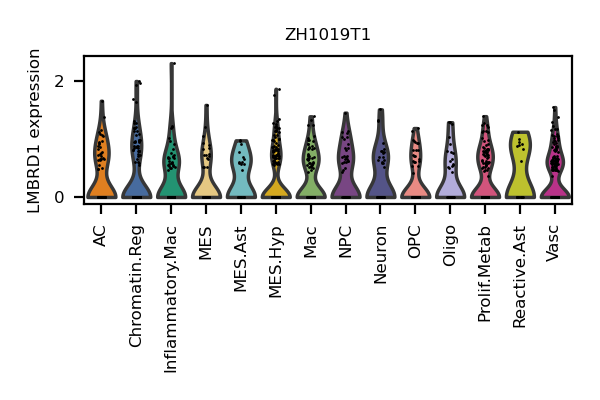 ZH1019T1
LMBRD1 expression
2
0
AC
Chromatin.Reg
Inflammatory.Mac
MES
MES.Ast
MES.Hyp
Mac
NPC
Neuron
OPC
Oligo
Prolif.Metab
Reactive.Ast
Vasc